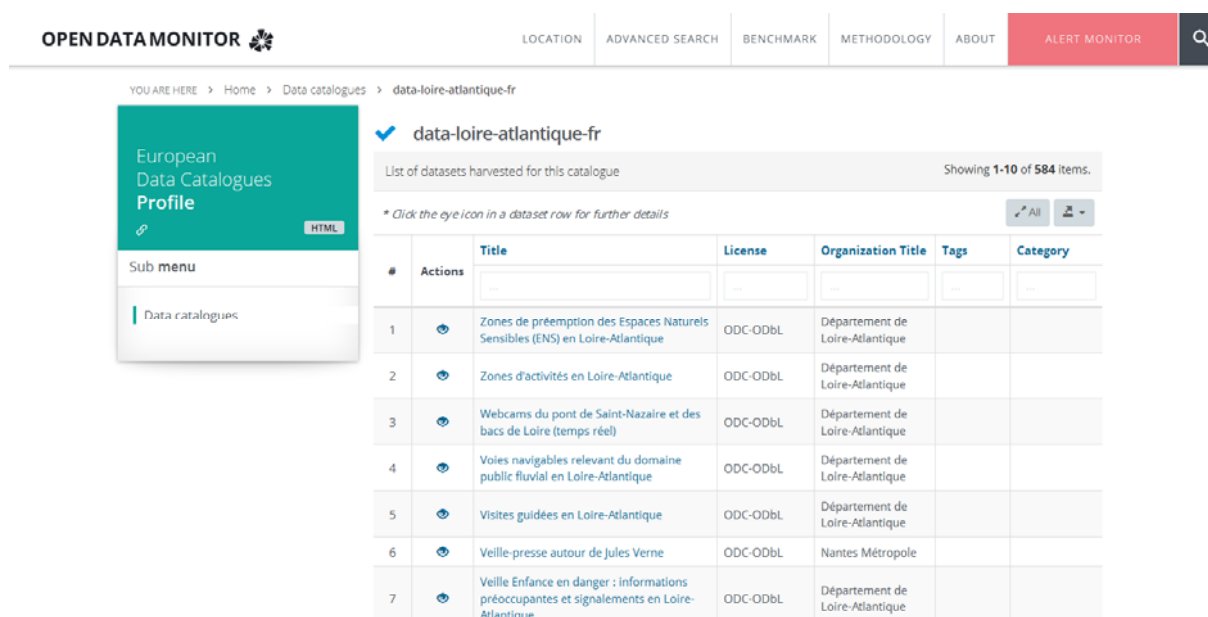 OPEN DATA MONITOR
LOCATION ADVANCED SEARCH BENCHMARK METHODOLOGY ABOUT ALERT MONITOR
YOU ARE HERE > Home > Data catalogues > data-loire-atlantique-fr
European
Data Catalogues
Profile
HTML
Sub menu
Data catalogues
data-loire-atlantique-fr
List of datasets harvested for this catalogue Showing 1-10 of 584 items.
* Click the eye icon in a dataset row for further details
All
# Actions Title License Organization Title Tags Category
... ... ... ... ...
1 Zones de préemption des Espaces Naturels
Sensibles (ENS) en Loire-Atlantique ODC-ODbL Département de
Loire-Atlantique
2 Zones d'activités en Loire-Atlantique ODC-ODbL Département de
Loire-Atlantique
3 Webcams du pont de Saint-Nazaire et des
bacs de Loire (temps réel) ODC-ODbL Département de
Loire-Atlantique
4 Voies navigables relevant du domaine
public fluvial en Loire-Atlantique ODC-ODbL Département de
Loire-Atlantique
5 Visites guidées en Loire-Atlantique ODC-ODbL Département de
Loire-Atlantique
6 Veille-presse autour de Jules Verne ODC-ODbL Nantes Métropole
7 Veille Enfance en danger : informations
préoccupantes et signalements en Loire-
Atlantique ODC-ODbL Département de
Loire-Atlantique